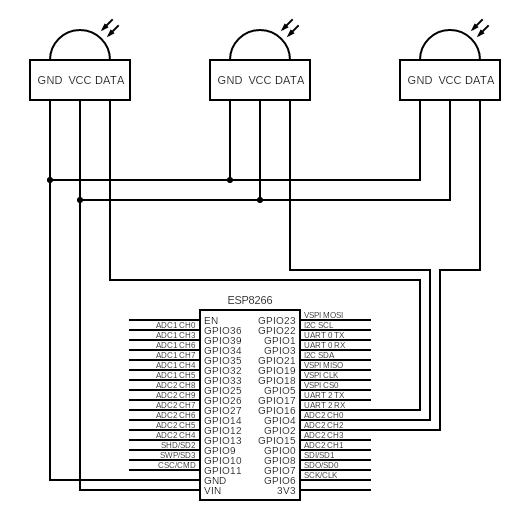 GND VCC DATA GND VCC DATA GND VCC DATA
ESP8266
EN GPIO23 VSPI MOSI
ADC1 CH0 GPIO36 GPIO22 I2C SCL
ADC1 CH3 GPIO39 GPIO1 UART 0 TX
ADC1 CH6 GPIO34 GPIO3 UART 0 RX
ADC1 CH7 GPIO35 GPIO21 I2C SDA
ADC1 CH4 GPIO32 GPIO19 VSPI MISO
ADC1 CH5 GPIO33 GPIO18 VSPI CLK
ADC2 CH8 GPIO25 GPIO5 VSPI CS0
ADC2 CH9 GPIO26 GPIO17 UART 2 TX
ADC2 CH7 GPIO27 GPIO16 UART 2 RX
ADC2 CH6 GPIO14 GPIO4 ADC2 CH0
ADC2 CH5 GPIO12 GPIO2 ADC2 CH2
ADC2 CH4 GPIO13 GPIO15 ADC2 CH3
SHD/SD2 GPIO9 GPIO0 ADC2 CH1
SWP/SD3 GPIO10 GPIO8 SDI/SD1
CSC/CMD GPIO11 GPIO7 SDO/SD0
GND GPIO6 SCK/CLK
VIN 3V3